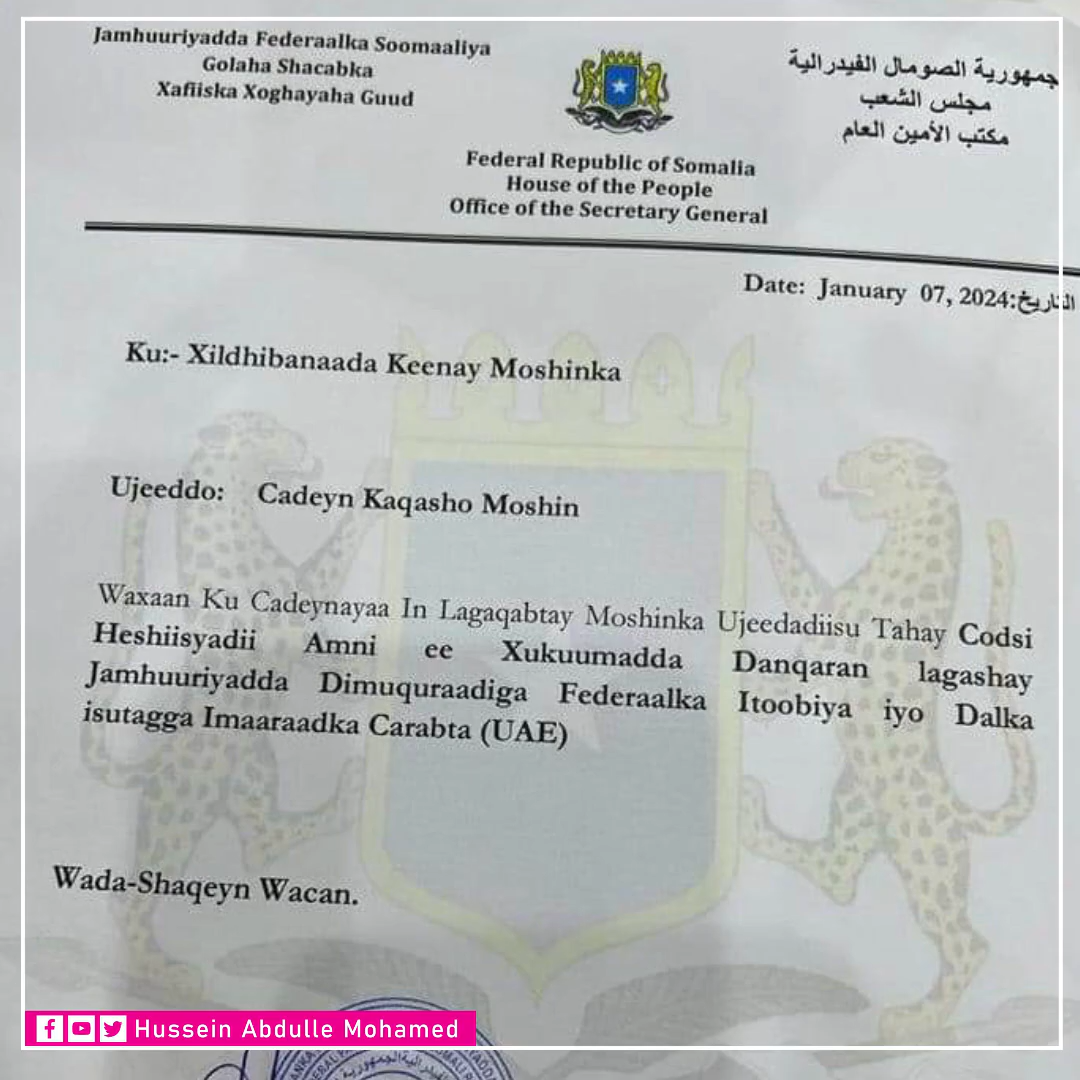 Jamhuuriyadda Federaalka Soomaaliya
Golaha Shacabka
Xafiiska Xoghayaha Guud
جمهورية الصومال الفيدرالية
مجلس الشعب
مكتب الأمين العام
Federal Republic of Somalia
House of the People
Office of the Secretary General
Date: January 07, 2024:التاريخ
Ku:- Xildhibanaada Keenay Moshinka
Ujeeddo: Cadeyn Kaqasho Moshin
Waxaan Ku Cadeynayaa In Lagaqabtay Moshinka Ujeedadiisu Tahay Codsi
Heshiisyadii Amni ee Xukuumadda Danqaran lagashay
Jamhuuriyadda Dimuquraadiga Federaalka Itoobiya iyo Dalka
isutagga Imaaraadka Carabta (UAE)
Wada-Shaqeyn Wacan.
Hussein Abdulle Mohamed